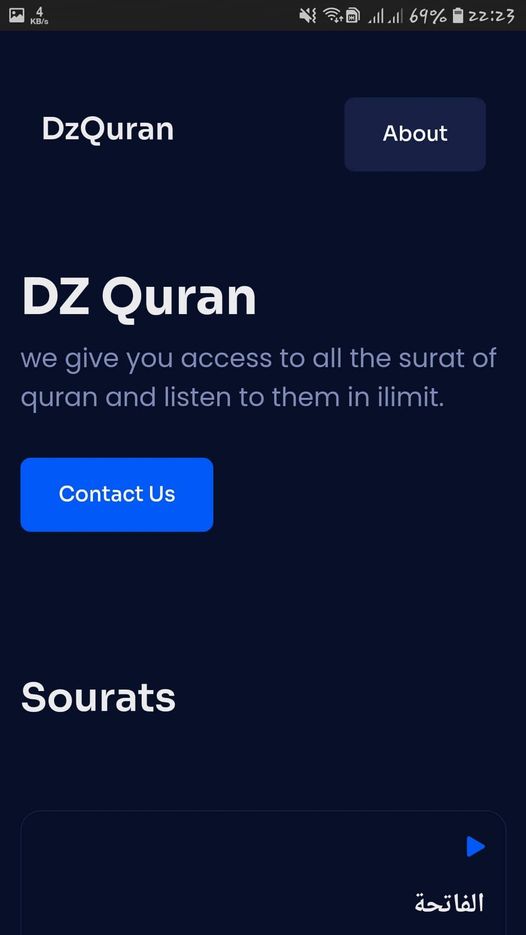 4
KB/s
69% 22:23
DzQuran
About
DZ Quran
we give you access to all the surat of
quran and listen to them in ilimit.
Contact Us
Sourats
الفاتحة